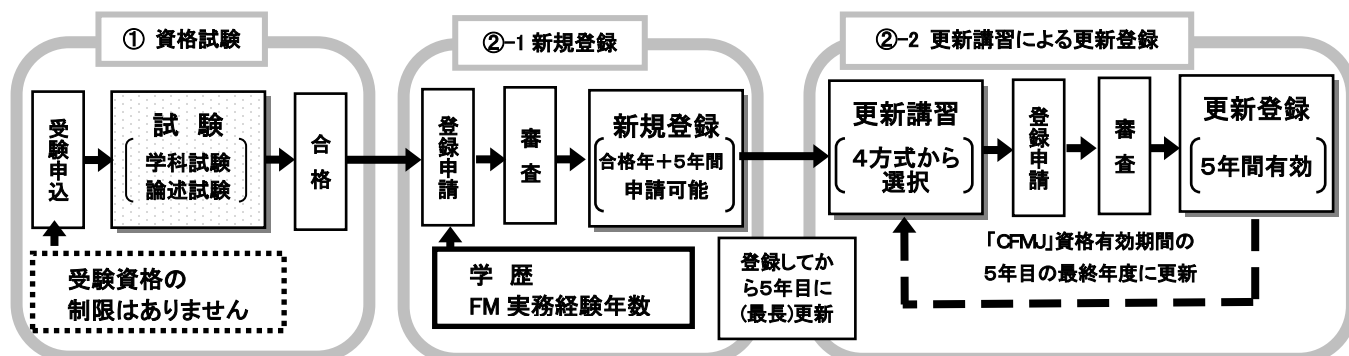 ① 資格試験
受験申込
試 験
学科試験
論述試験
合格
受験資格の
制限はありません
②-1 新規登録
登録申請
審査
新規登録
合格年+5年間
申請可能
学 歴
FM 実務経験年数
登録してか
ら5年目に
(最長)更新
②-2 更新講習による更新登録
更新講習
4方式から
選択
登録申請
審査
更新登録
5年間有効
「CFMJ」資格有効期間の
5年目の最終年度に更新